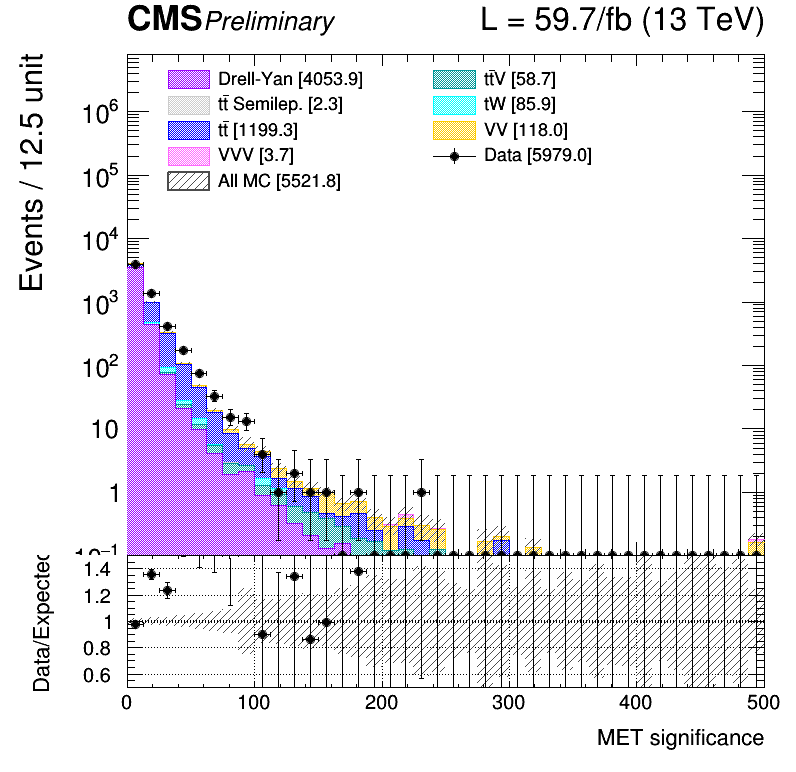 CMS Preliminary L = 59.7/fb (13 TeV)
Events / 12.5 unit
Drell-Yan [4053.9]
tt̄ Semilep. [2.3]
tt̄ [1199.3]
VVV [3.7]
All MC [5521.8]
tt̄V [58.7]
tW [85.9]
VV [118.0]
Data [5979.0]
10⁶
10⁵
10⁴
10³
10²
10
1
10⁻¹
Data/Expected
1.4
1.2
1
0.8
0.6
0 100 200 300 400 500
MET significance